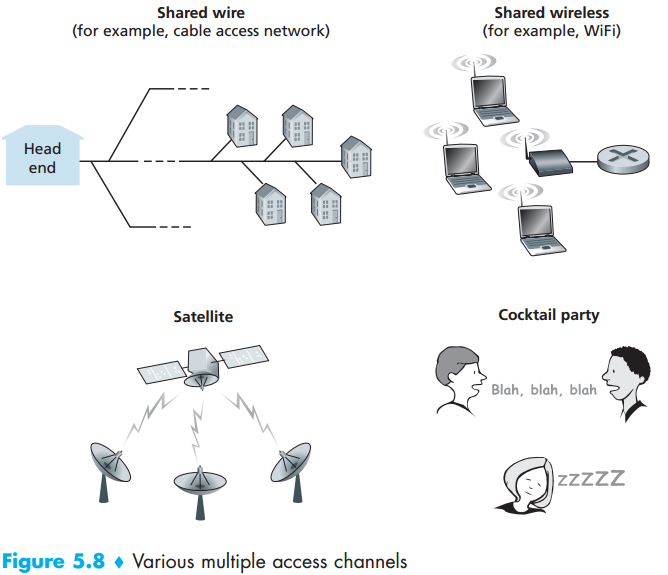 Shared wire
(for example, cable access network)
Shared wireless
(for example, WiFi)
Head
end
Satellite
Cocktail party
Blah, blah, blah
zzzzz
Figure 5.8 ♦ Various multiple access channels